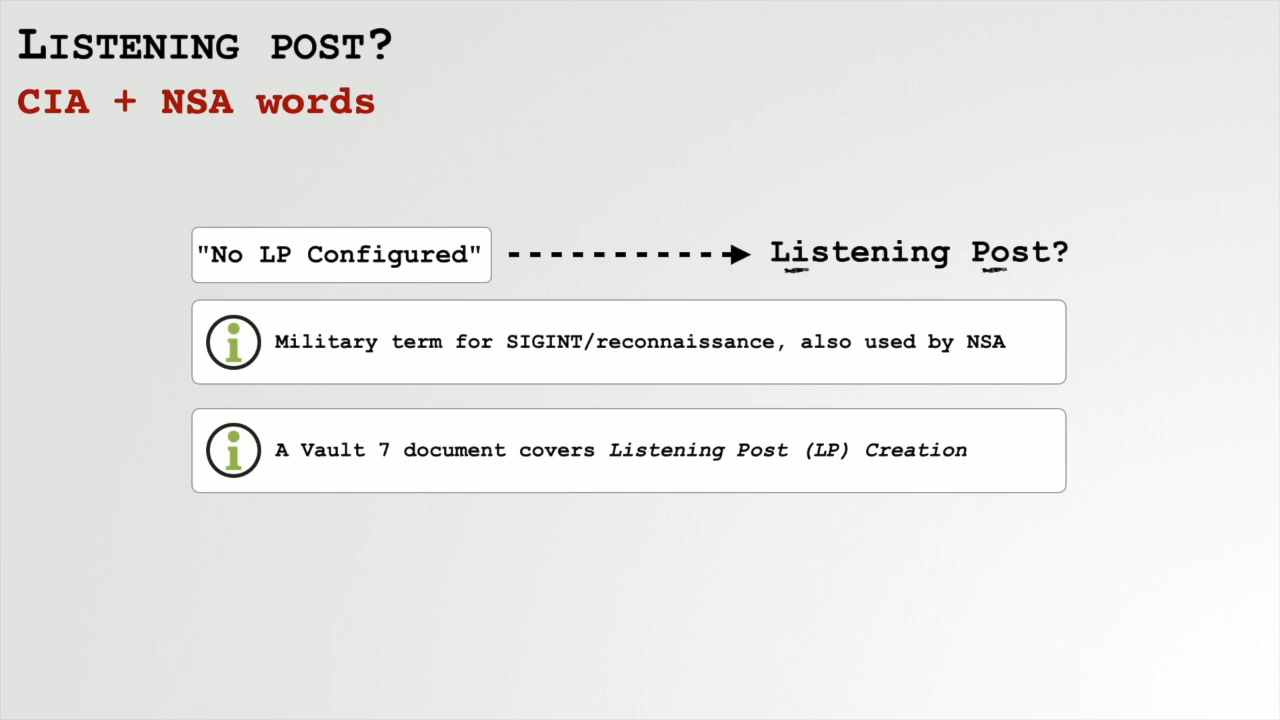 Listening post?
CIA + NSA words
"No LP Configured"
Listening Post?
Military term for SIGINT/reconnaissance, also used by NSA
A Vault 7 document covers Listening Post (LP) Creation